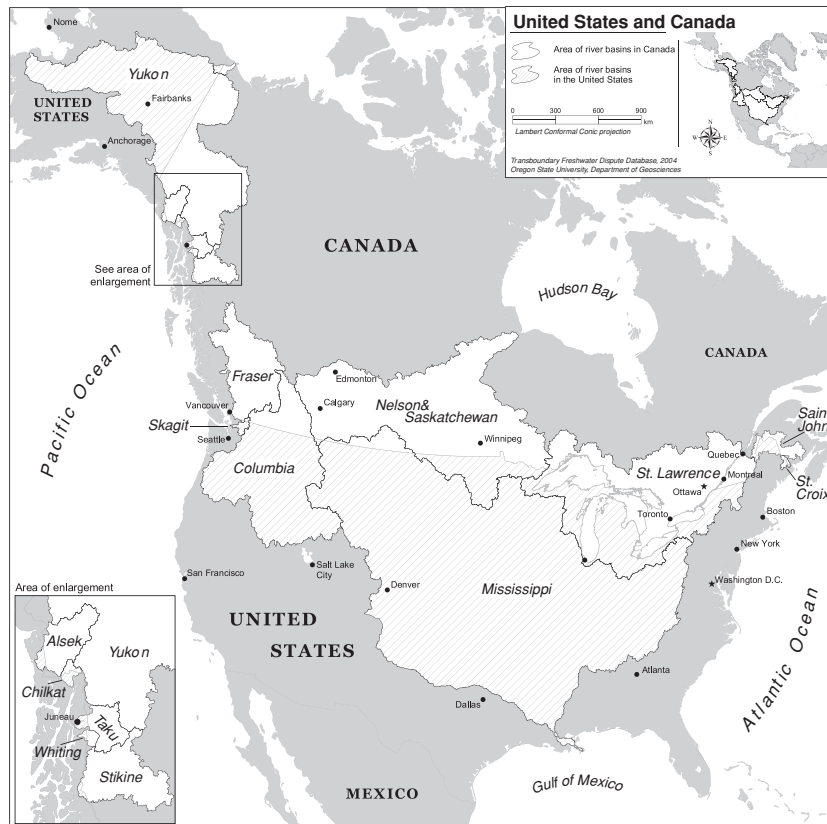 United States and Canada
Area of river basins in Canada
Area of river basins
in the United States
0 300 600 900
km
Lambert Conformal Conic projection
Transboundary Freshwater Dispute Database, 2004
Oregon State University, Department of Geosciences
N
W E
S
Nome
Yukon
Fairbanks
UNITED
STATES
Anchorage
See area of
enlargement
CANADA
Hudson Bay
CANADA
Pacific Ocean
Fraser
Edmonton
Calgary
Nelson&
Saskatchewan
Vancouver
Skagit
Seattle
Winnipeg
Columbia
Quebec
Sain
John
St. Lawrence
Montreal
Ottawa
St.
Croix
Toronto
Boston
New York
San Francisco
Salt Lake
City
Denver
Mississippi
Washington D.C.
UNITED
STATES
Atlanta
Dallas
Atlantic Ocean
Gulf of Mexico
MEXICO
Area of enlargement
Alsek
Yukon
Chilkat
Juneau
Taku
Whiting
Stikine